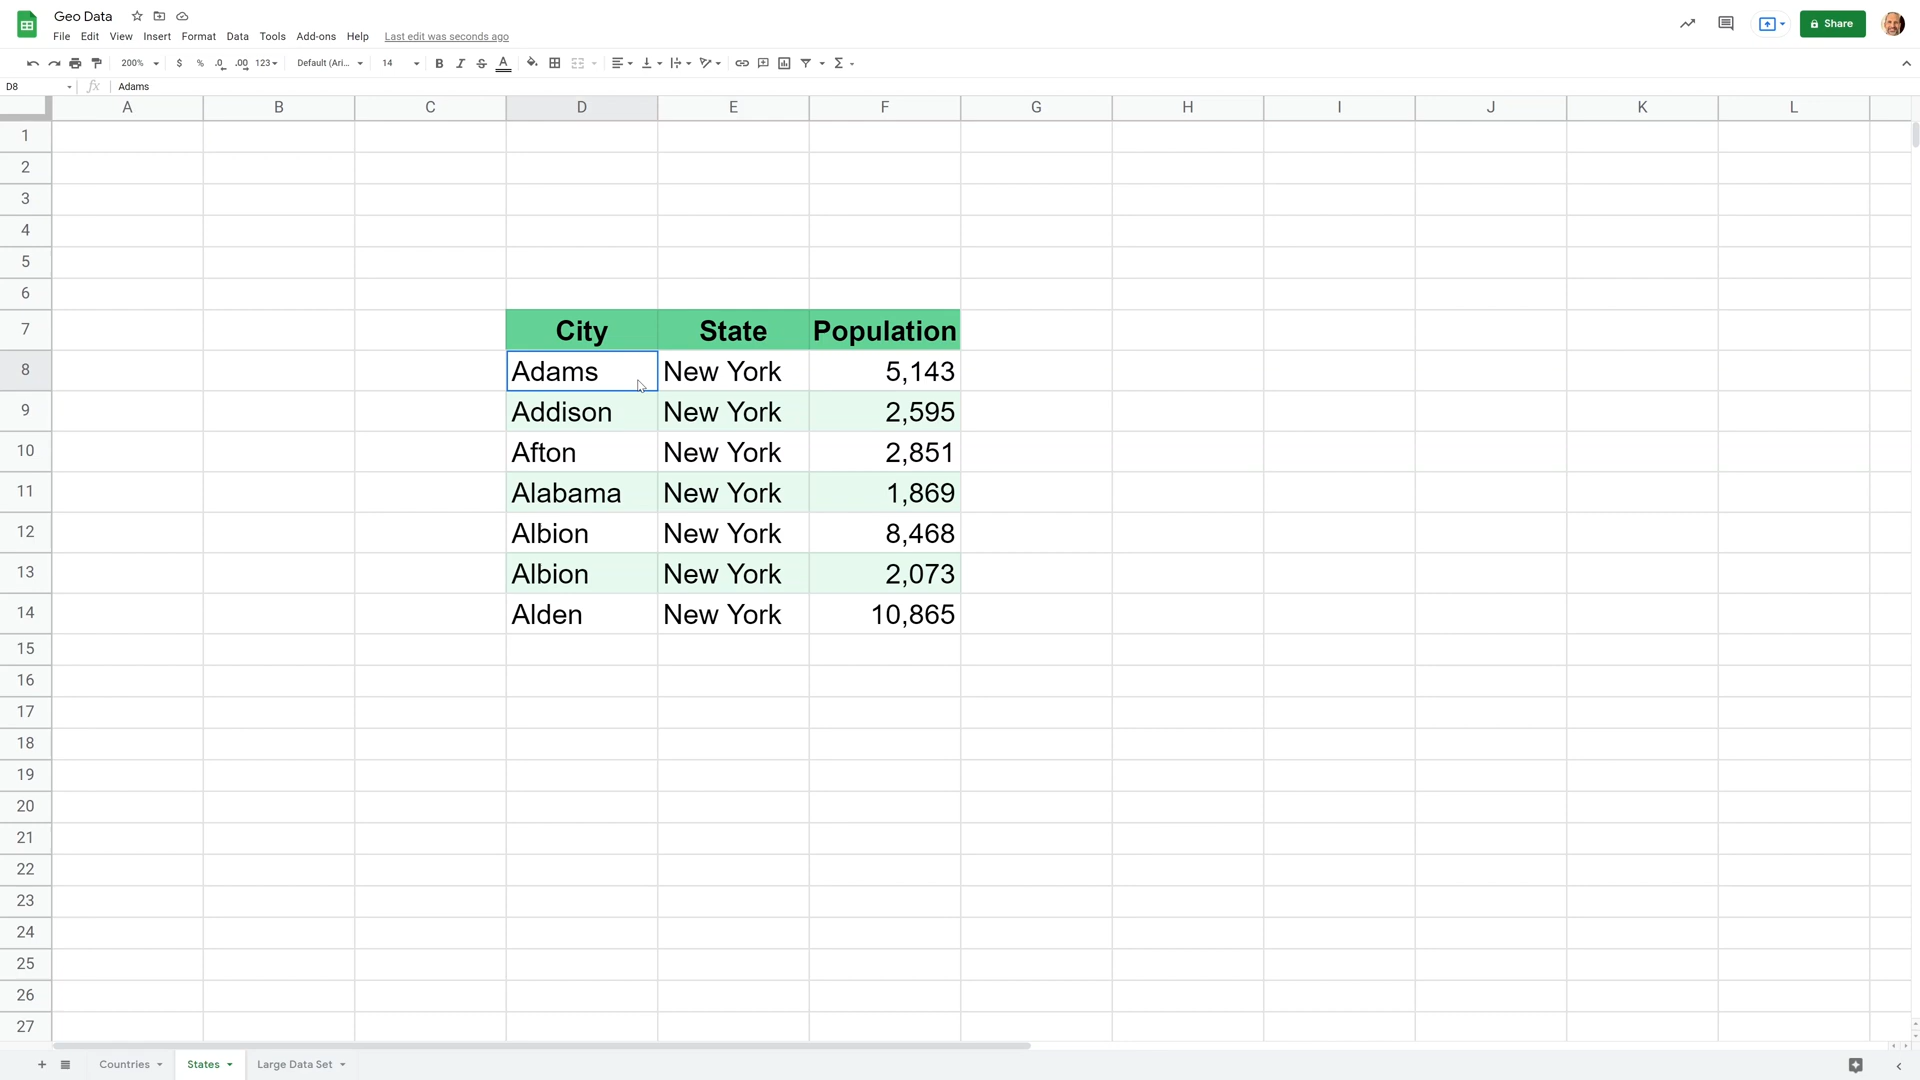 Geo Data
File Edit View Insert Format Data Tools Add-ons Help Last edit was seconds ago
Share
200% $ % .0 .00 123 Default (Ari... 14 B I S A Σ
D8 fx Adams
A B C D E F G H I J K L
1
2
3
4
5
6
7 City State Population
8 Adams New York 5,143
9 Addison New York 2,595
10 Afton New York 2,851
11 Alabama New York 1,869
12 Albion New York 8,468
13 Albion New York 2,073
14 Alden New York 10,865
15
16
17
18
19
20
21
22
23
24
25
26
27
+ Countries States Large Data Set